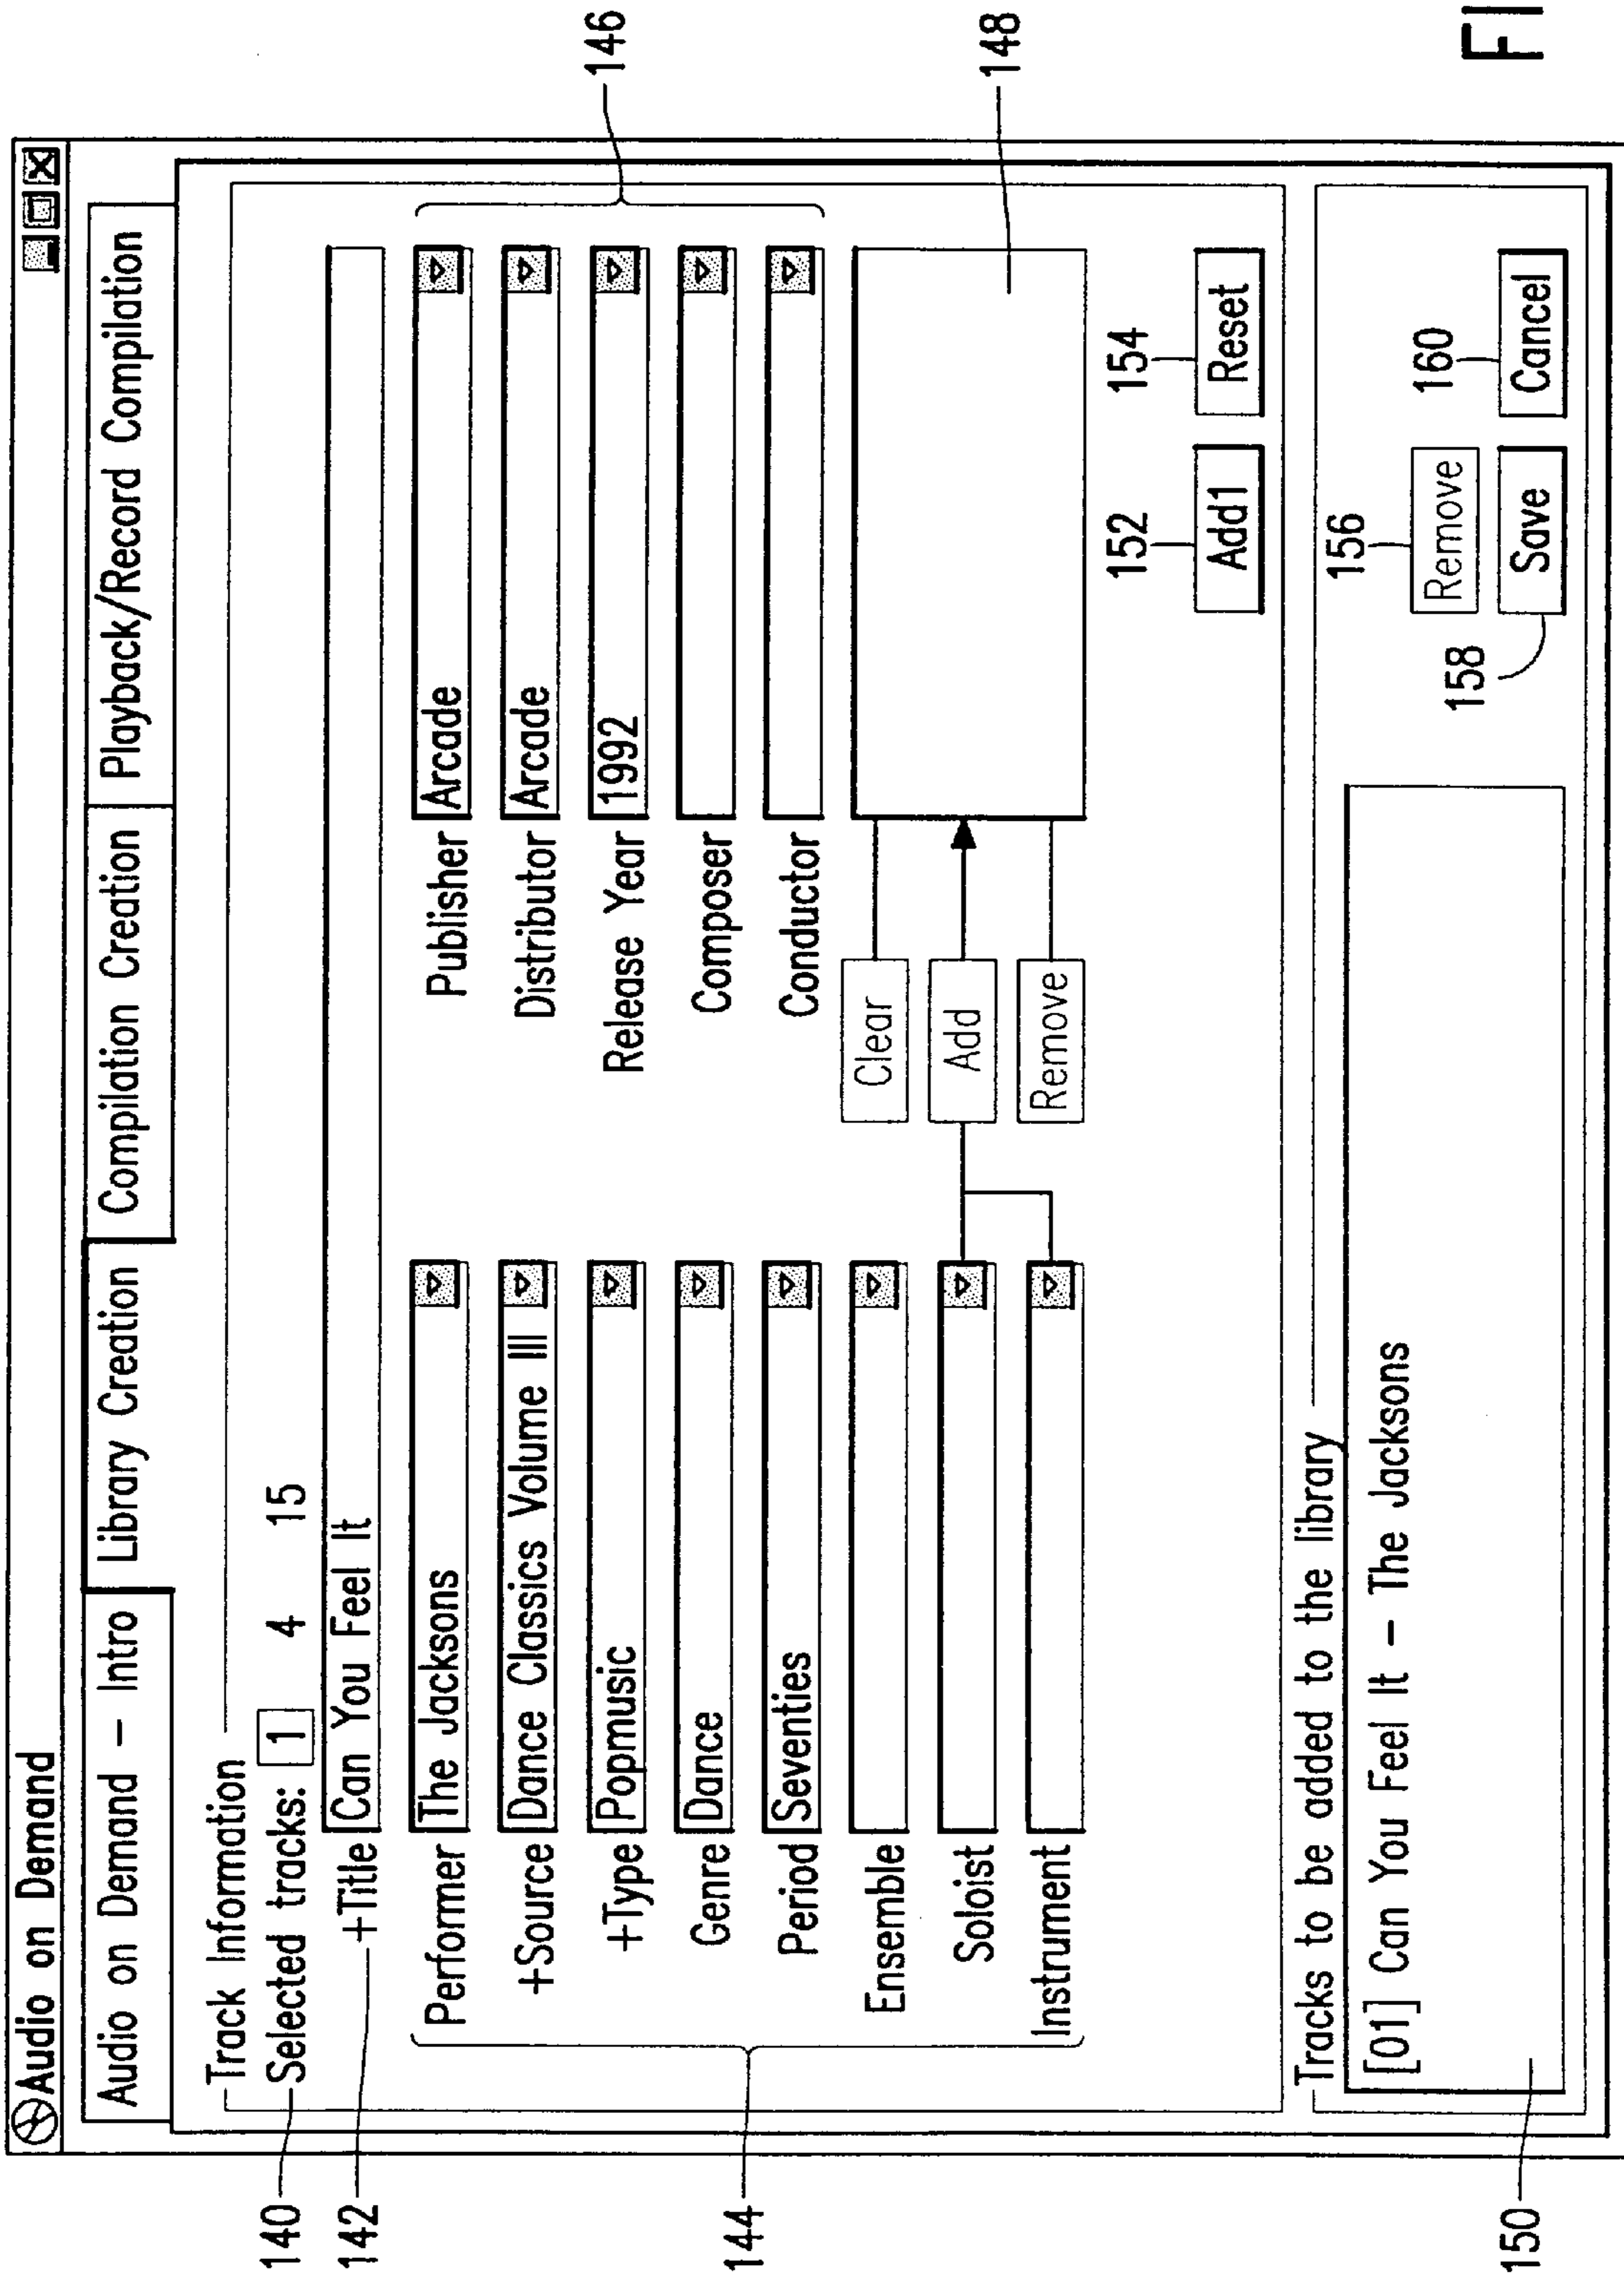 Audio on Demand
Audio on Demand – Intro
Library Creation
Compilation Creation
Playback/Record Compilation
Track Information
140
Selected tracks: 1 4 15
142
+Title Can You Feel It
144
Performer The Jacksons
+Source Dance Classics Volume III
+Type Popmusic
Genre Dance
Period Seventies
Ensemble
Soloist
Instrument
146
Publisher Arcade
Distributor Arcade
Release Year 1992
Composer
Conductor
Clear
Add
Remove
148
152
154
Add1
Reset
Tracks to be added to the library
150
[01] Can You Feel It – The Jacksons
156
160
Remove
158
Save
Cancel